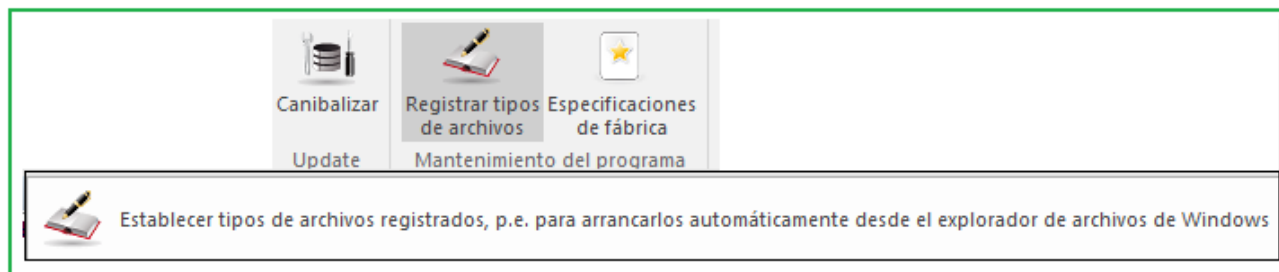 Canibalizar
Registrar tipos
de archivos
Especificaciones
de fábrica
Update
Mantenimiento del programa
Establecer tipos de archivos registrados, p.e. para arrancarlos automáticamente desde el explorador de archivos de Windows